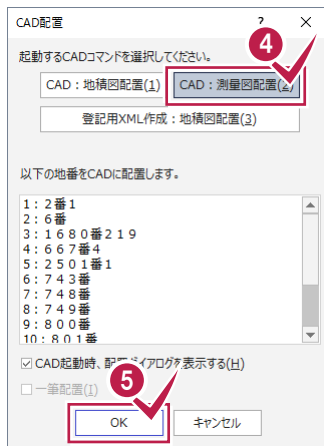 CAD配置
?
×
起動するCADコマンドを選択してください。
4
CAD：地積図配置(1)
CAD：測量図配置(2)
登記用XML作成：地積図配置(3)
以下の地番をCADに配置します。
1：2番1
2：6番
3：1680番219
4：667番4
5：2501番1
6：743番
7：748番
8：749番
9：800番
10：801番
CAD起動時、配置ダイアログを表示する(H)
一筆配置(I)
5
OK
キャンセル